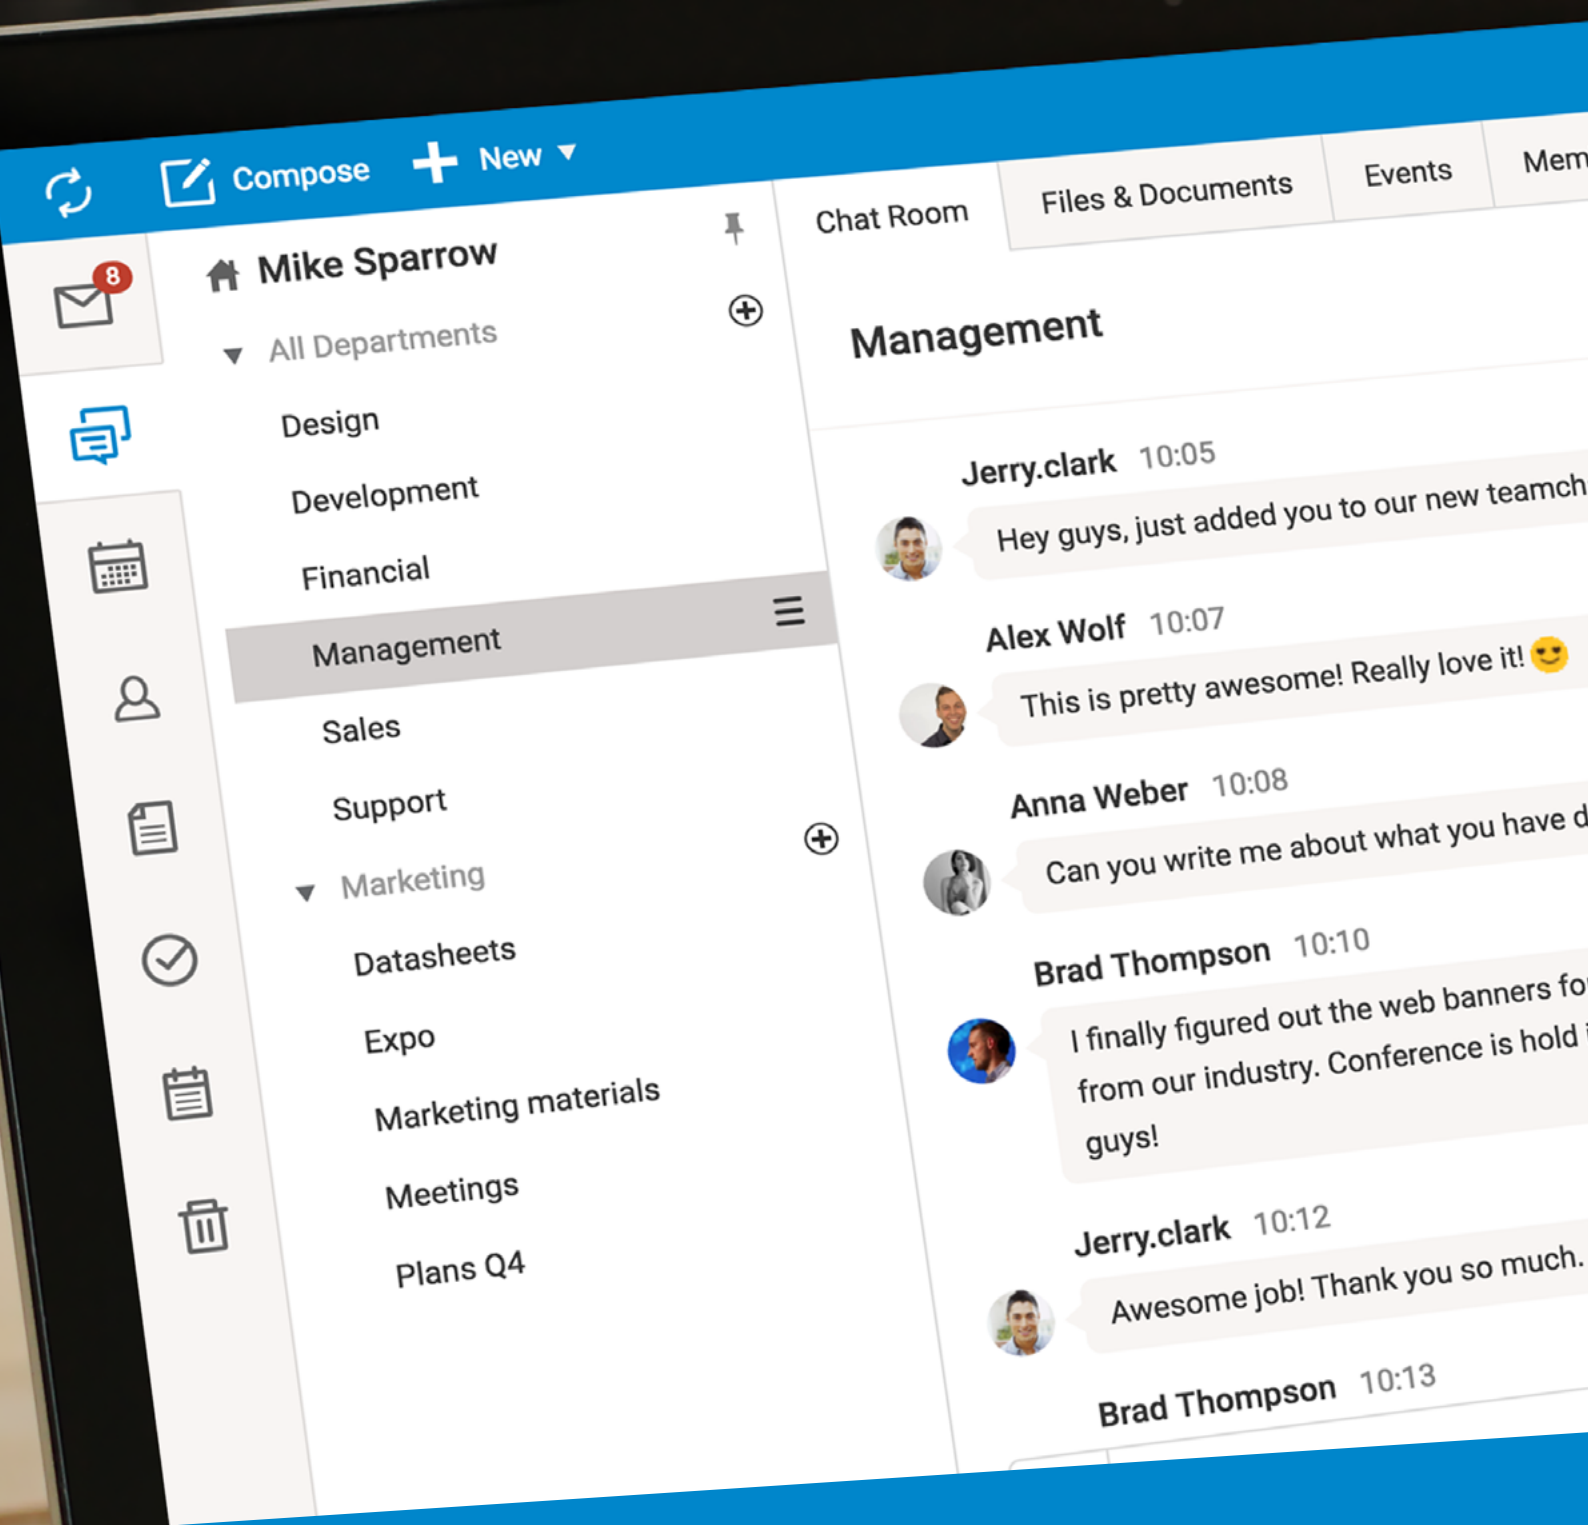 Compose
New
8
Mike Sparrow
All Departments
Design
Development
Financial
Management
Sales
Support
Marketing
Datasheets
Expo
Marketing materials
Meetings
Plans Q4
Chat Room
Files & Documents
Events
Management
Jerry.clark 10:05
Hey guys, just added you to our new
Alex Wolf 10:07
This is pretty awesome! Really love it! 😍
Anna Weber 10:08
Can you write me about what you have
Brad Thompson 10:10
I finally figured out the web banners
from our industry. Conference is hold
guys!
Jerry.clark 10:12
Awesome job! Thank you so much.
Brad Thompson 10:13